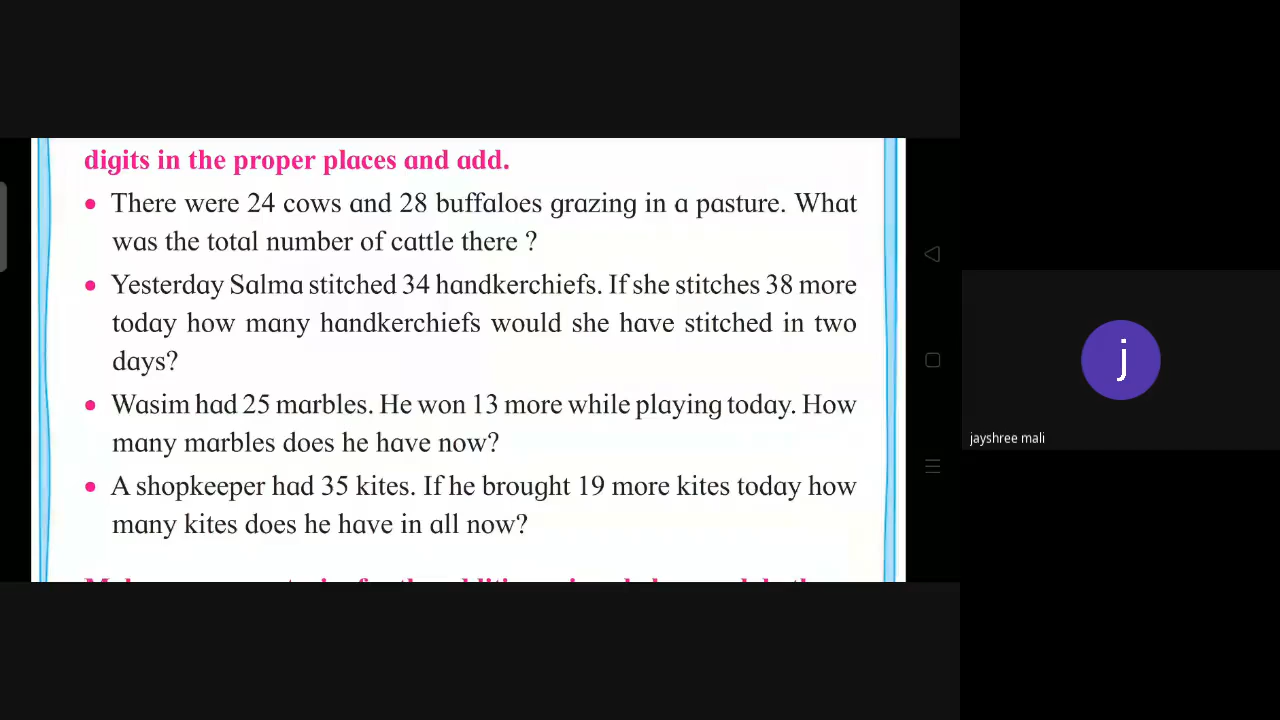 digits in the proper places and add.
• There were 24 cows and 28 buffaloes grazing in a pasture. What
was the total number of cattle there ?
• Yesterday Salma stitched 34 handkerchiefs. If she stitches 38 more
today how many handkerchiefs would she have stitched in two
days?
• Wasim had 25 marbles. He won 13 more while playing today. How
many marbles does he have now?
• A shopkeeper had 35 kites. If he brought 19 more kites today how
many kites does he have in all now?
j
jayshree mali